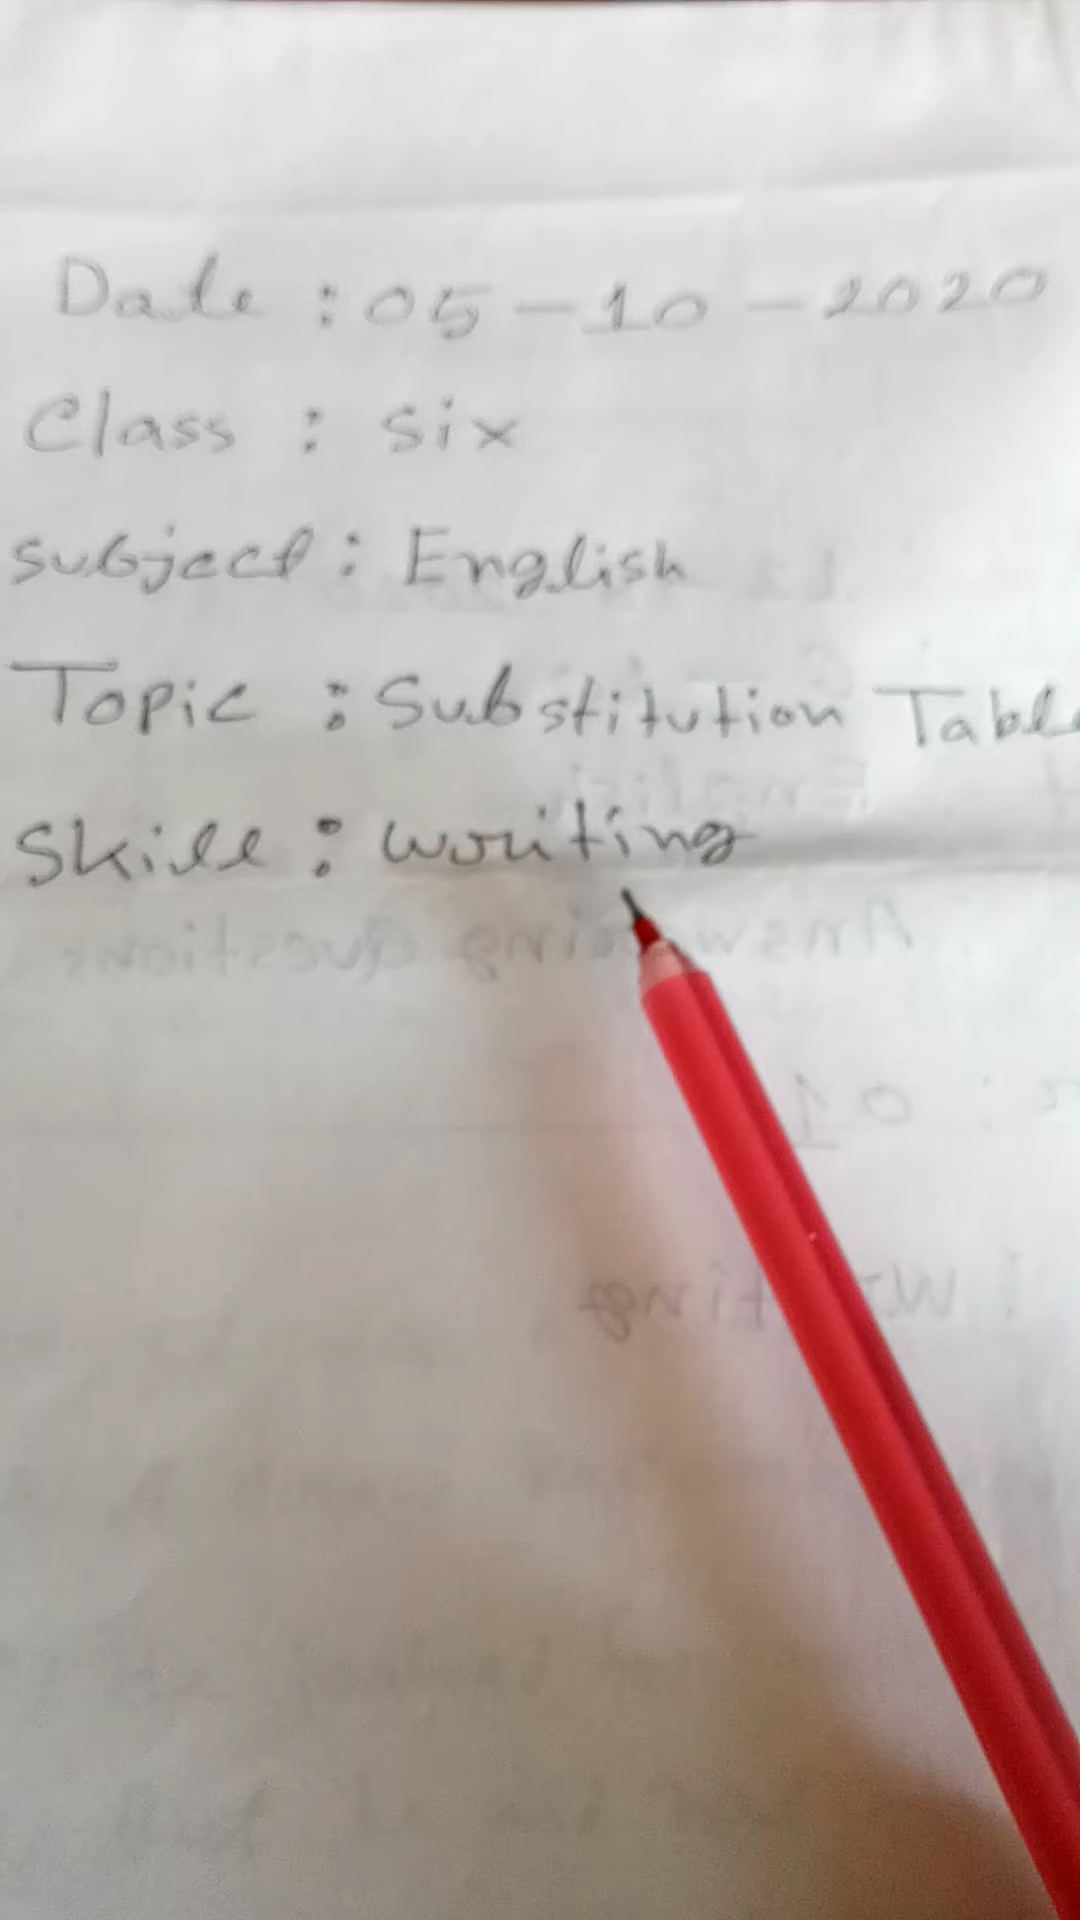 Date : 05-10-2020
Class : Six
Subject : English
Topic : Substitution Table
Skill : Writing